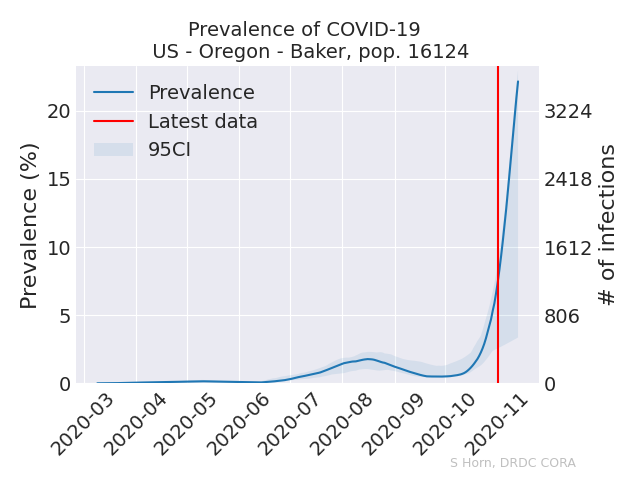 Prevalence of COVID-19
US - Oregon - Baker, pop. 16124
Prevalence
Latest data
95CI
Prevalence (%)
20
15
10
5
0
3224
2418
1612
806
0
# of infections
2020-03
2020-04
2020-05
2020-06
2020-07
2020-08
2020-09
2020-10
2020-11
S Horn, DRDC CORA